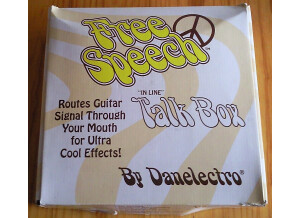 Free
Speech
"IN LINE"
Talk Box
Routes Guitar
Signal Through
Your Mouth
for Ultra
Cool Effects!
By Danelectro®